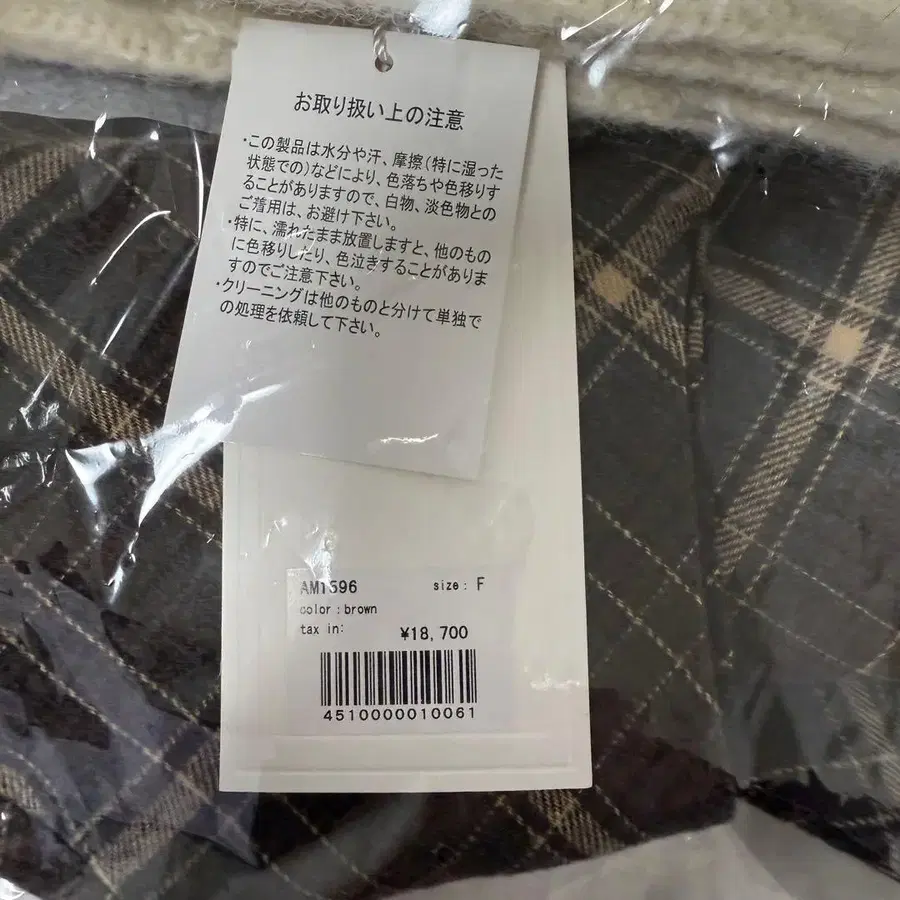 お取り扱い上の注意
・この製品は水分や汗、摩擦(特に湿った
状態での)などにより、色落ちや色移りす
ることがありますので、白物、淡色物との
ご着用は、お避け下さい。
・特に、濡れたまま放置しますと、他のもの
に色移りしたり、色泣きすることがありま
すのでご注意下さい。
・クリーニングは他のものと分けて単独で
の処理を依頼して下さい。
AM1596 size: F
color:brown
tax in: ¥18,700
4510000010061